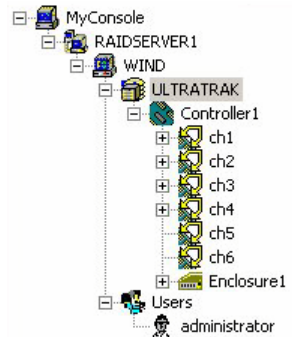 MyConsole
RAIDSERVER1
WIND
ULTRATRAK
Controller1
ch1
ch2
ch3
ch4
ch5
ch6
Enclosure1
Users
administrator